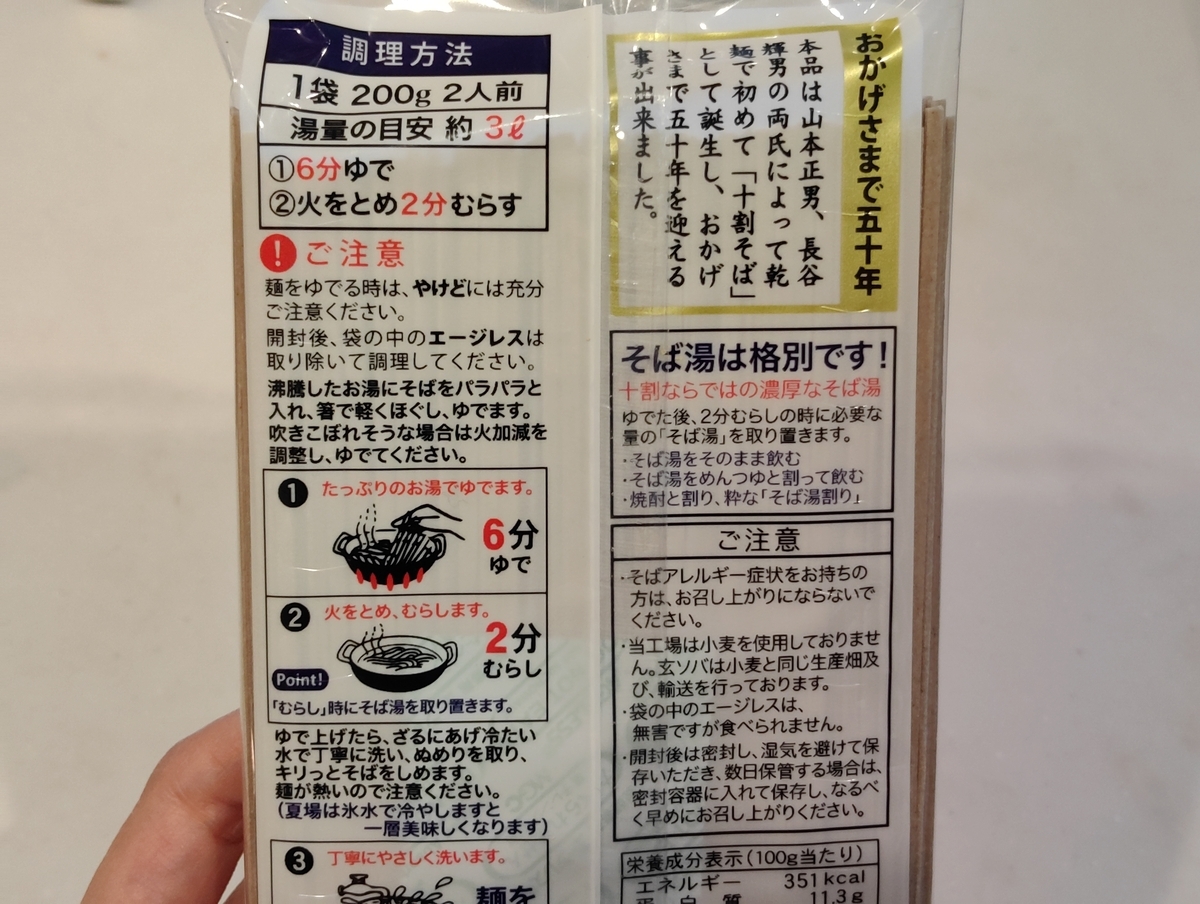 調理方法
1袋 200g 2人前
湯量の目安 約 3ℓ
①6分ゆで
②火をとめ2分むらす
! ご注意
麺をゆでる時は、やけどには充分
ご注意ください。
開封後、袋の中のエージレスは
取り除いて調理してください。
沸騰したお湯にそばをパラパラと
入れ、箸で軽くほぐし、ゆでます。
吹きこぼれそうな場合は火加減を
調整し、ゆでてください。
1 たっぷりのお湯でゆでます。
6分
ゆで
2 火をとめ、むらします。
2分
むらし
Point!
「むらし」時にそば湯を取り置きます。
ゆで上げたら、ざるにあげ冷たい
水で丁寧に洗い、ぬめりを取り、
キリっとそばをしめます。
麺が熱いので注意ください。
(夏場は氷水で冷やしますと
一層美味しくなります)
3 丁寧にやさしく洗います。
麺を
おかげさまで五十年
本品は山本正男、長谷
輝男の両氏によって乾
麺で初めて「十割そば」
として誕生し、おかげ
さまで五十年を迎える
事が出来ました。
そば湯は格別です!
十割ならではの濃厚なそば湯
ゆでた後、2分むらしの時に必要な
量の「そば湯」を取り置きます。
・そば湯をそのまま飲む
・そば湯をめんつゆと割って飲む
・焼酎と割り、粋な「そば湯割り」
ご注意
・そばアレルギー症状をお持ちの
方は、お召し上がりにならないで
ください。
・当工場は小麦を使用しておりませ
ん。玄ソバは小麦と同じ生産畑及
び、輸送を行っております。
・袋の中のエージレスは、
無害ですが食べられません。
・開封後は密封し、湿気を避けて保
存いただき、数日保管する場合は、
密封容器に入れて保存し、なるべ
く早めにお召し上がりください。
栄養成分表示(100g当たり)
エネルギー 351kcal
蛋白質 11.3g